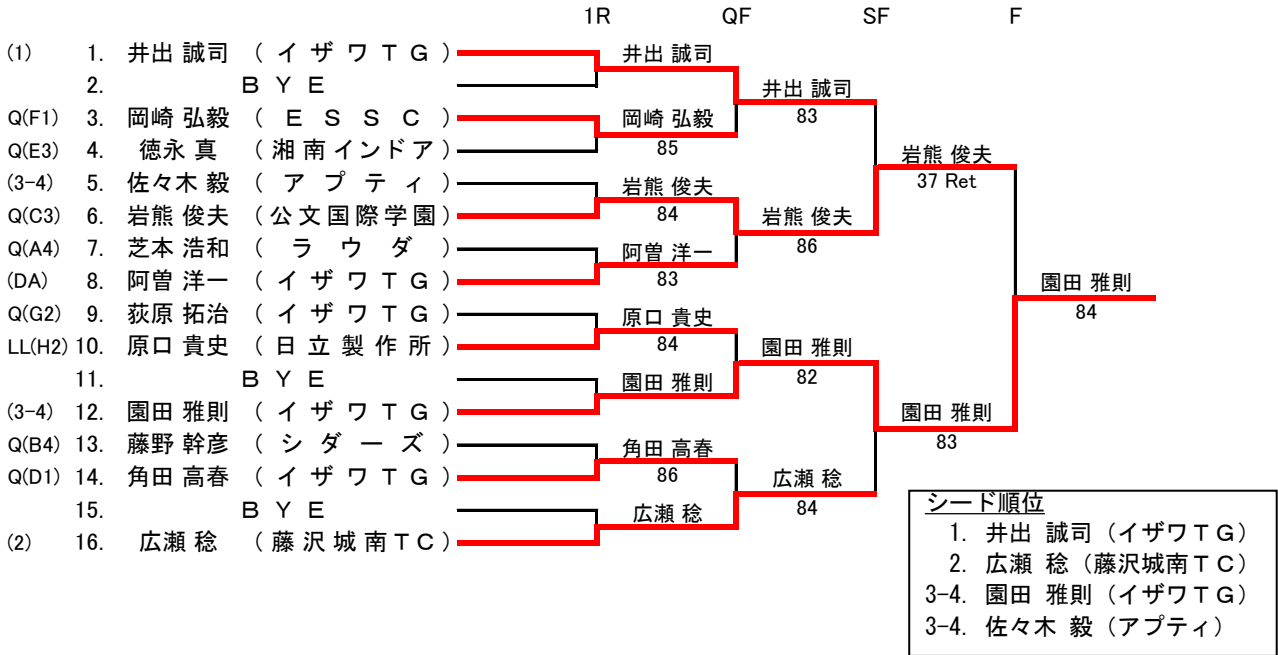 1R QF SF F
(1) 1. 井出 誠司 (イザワTG) 井出 誠司
2. BYE 井出 誠司
83
Q(F1) 3. 岡崎 弘毅 (ESSC) 岡崎 弘毅
Q(E3) 4. 徳永 真 (湘南インドア) 85 岩熊 俊夫
37 Ret
(3-4) 5. 佐々木 毅 (アプティ) 岩熊 俊夫
Q(C3) 6. 岩熊 俊夫 (公文国際学園) 84 岩熊 俊夫
86
Q(A4) 7. 芝本 浩和 (ラウダ) 阿曽 洋一
(DA) 8. 阿曽 洋一 (イザワTG) 83 園田 雅則
84
Q(G2) 9. 荻原 拓治 (イザワTG) 原口 貴史
LL(H2) 10. 原口 貴史 (日立製作所) 84 園田 雅則
82
11. BYE 園田 雅則
(3-4) 12. 園田 雅則 (イザワTG) 園田 雅則
83
Q(B4) 13. 藤野 幹彦 (シダーズ) 角田 高春
Q(D1) 14. 角田 高春 (イザワTG) 86 広瀬 稔
84
15. BYE 広瀬 稔
(2) 16. 広瀬 稔 (藤沢城南TC)
シード順位
1. 井出 誠司 (イザワTG)
2. 広瀬 稔 (藤沢城南TC)
3-4. 園田 雅則 (イザワTG)
3-4. 佐々木 毅 (アプティ)